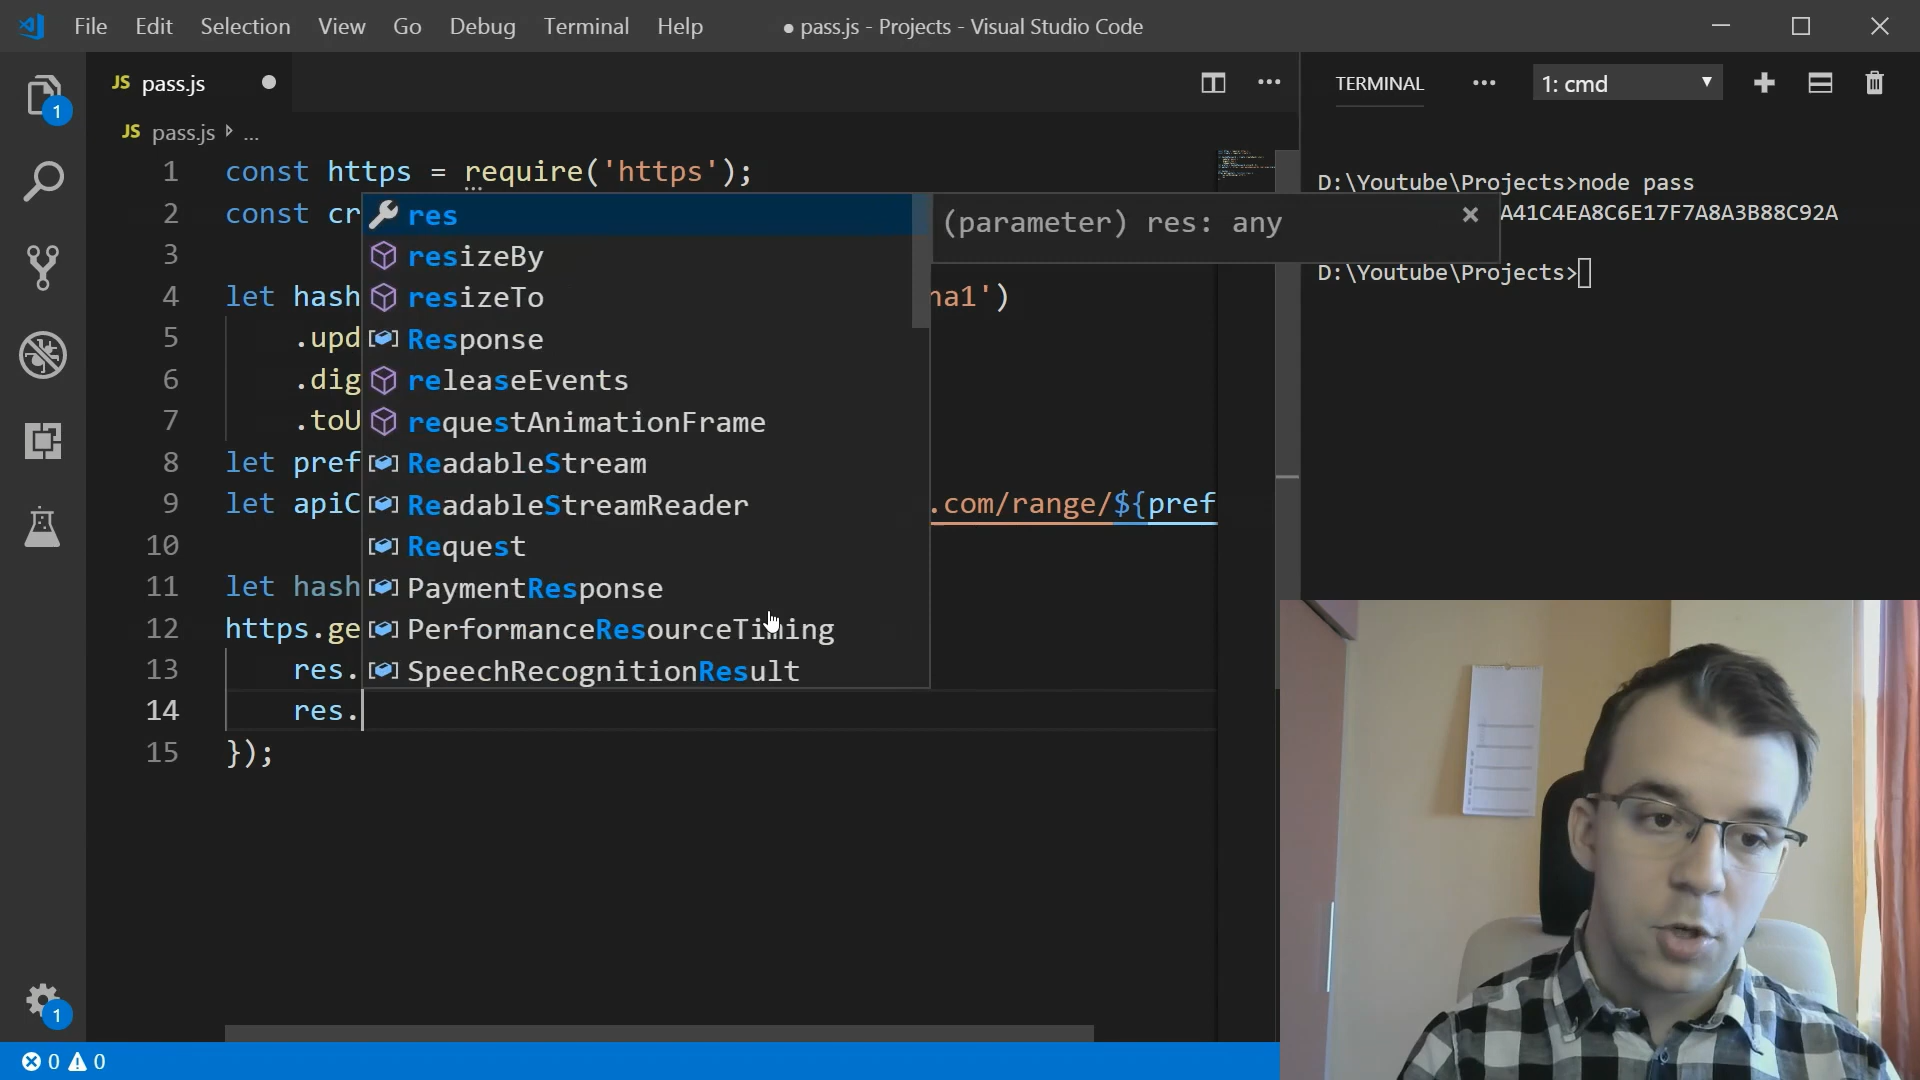 File Edit Selection View Go Debug Terminal Help
● pass.js - Projects - Visual Studio Code
JS pass.js
JS pass.js ...
1 const https = require('https');
2 const cr
3
4 let hash
a1')
5 .upd
6 .dig
7 .toU
8 let pref
9 let apiC
.com/range/${pref
10
11 let hash
12 https.ge
13 res.
14 res.
15 });
res
resizeBy
resizeTo
Response
releaseEvents
requestAnimationFrame
ReadableStream
ReadableStreamReader
Request
PaymentResponse
PerformanceResourceTiming
SpeechRecognitionResult
(parameter) res: any
TERMINAL ... 1: cmd
D:\Youtube\Projects>node pass
A41C4EA8C6E17F7A8A3B88C92A
D:\Youtube\Projects>
1
1
0 0